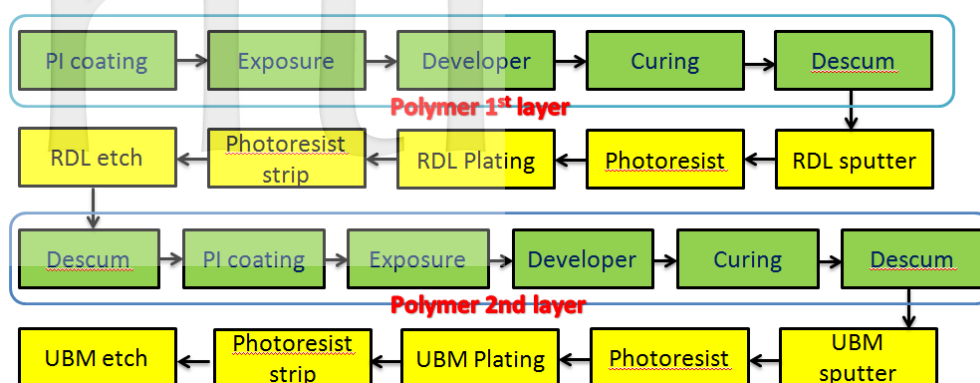 PI coating
Exposure
Developer
Curing
Descum
Polymer 1st layer
RDL etch
Photoresist
strip
RDL Plating
Photoresist
RDL sputter
Descum
PI coating
Exposure
Developer
Curing
Descum
Polymer 2nd layer
UBM etch
Photoresist
strip
UBM Plating
Photoresist
UBM
sputter